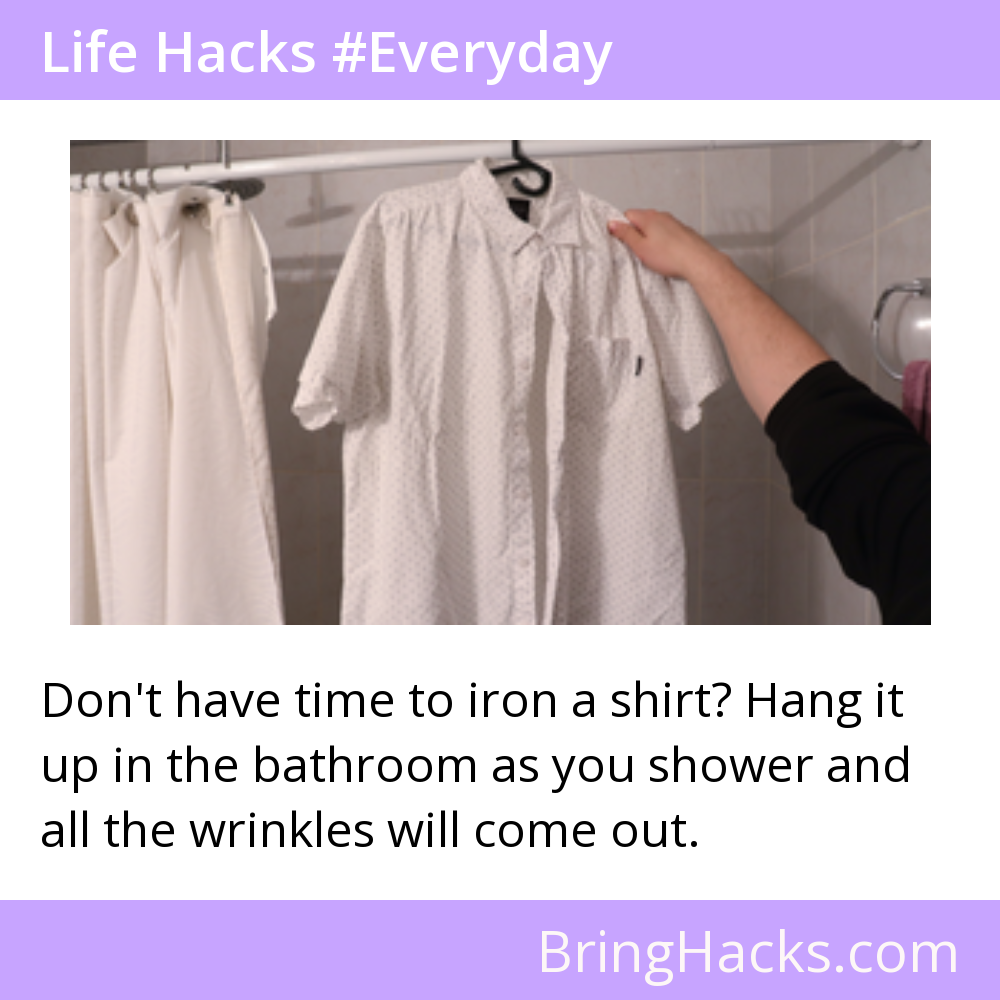 Life Hacks #Everyday
Don't have time to iron a shirt? Hang it
up in the bathroom as you shower and
all the wrinkles will come out.
BringHacks.com